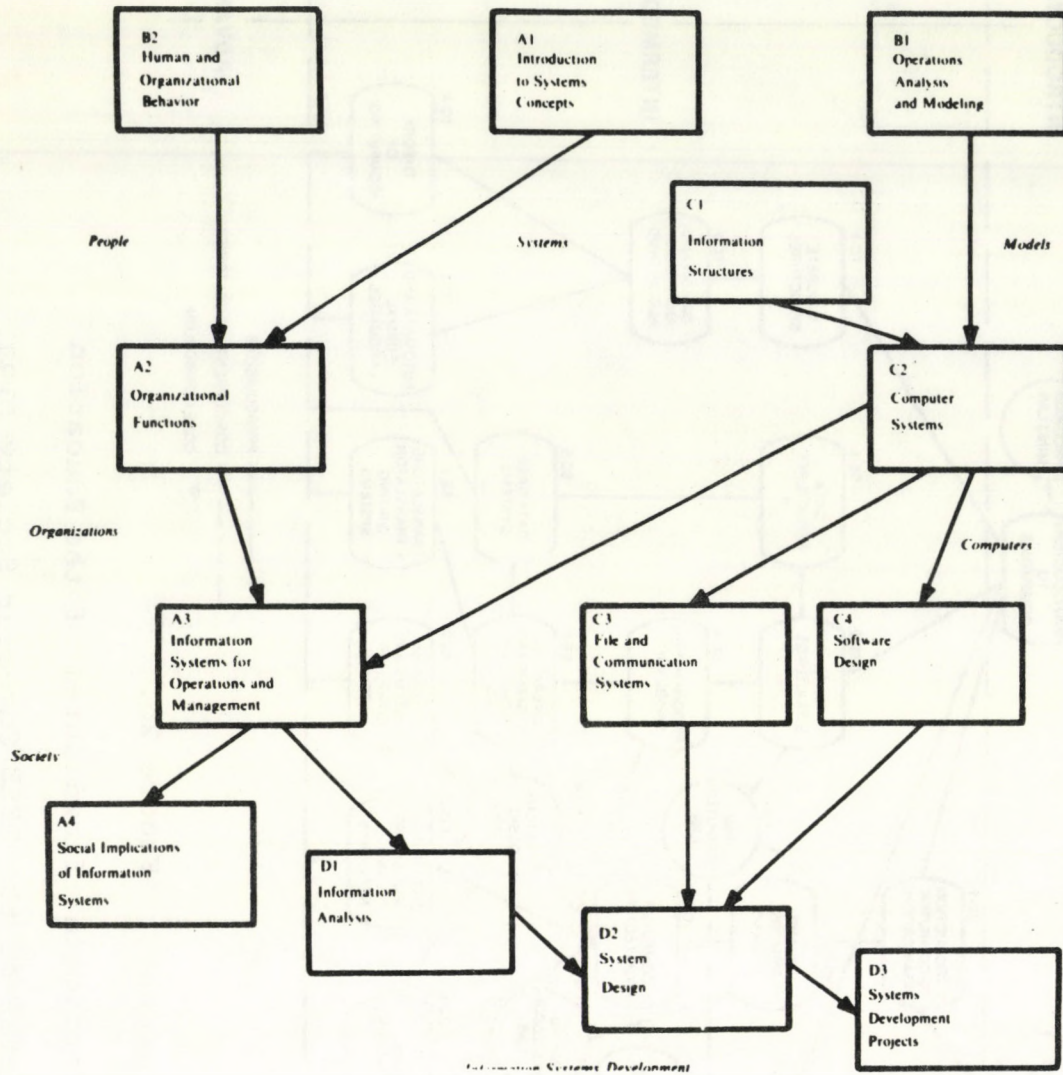 B2
Human and
Organizational
Behavior
A1
Introduction
to Systems
Concepts
B1
Operations
Analysis
and Modeling
C1
Information
Structures
People
Systems
Models
A2
Organizational
Functions
C2
Computer
Systems
Organizations
Computers
A3
Information
Systems for
Operations and
Management
C3
File and
Communication
Systems
C4
Software
Design
Society
A4
Social Implications
of Information
Systems
D1
Information
Analysis
D2
System
Design
D3
Systems
Development
Projects
Information Systems Development